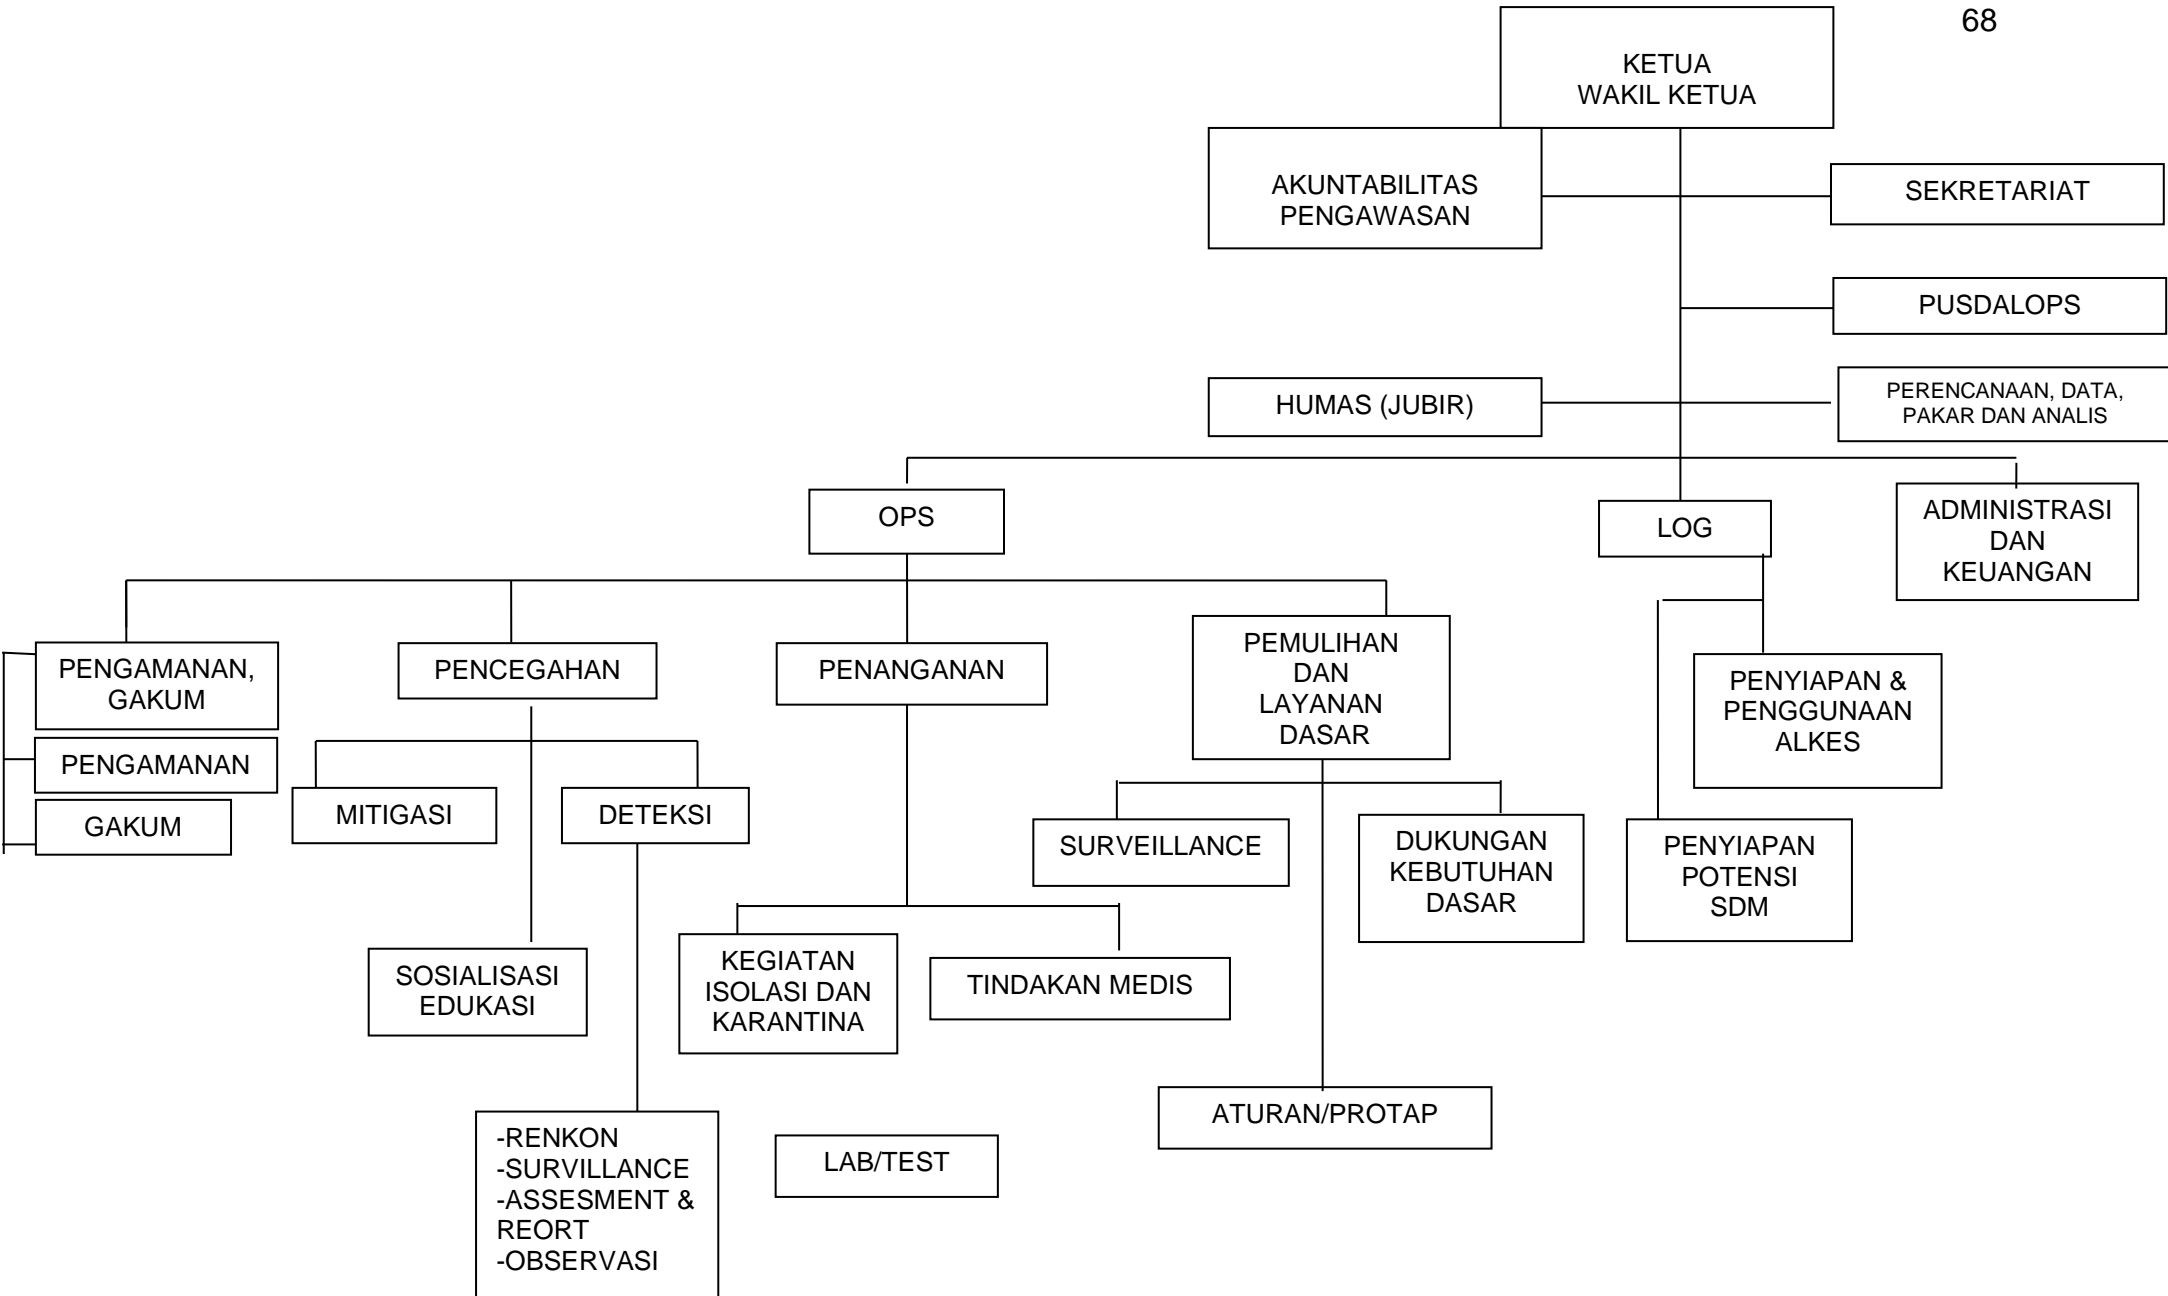 68
KETUA
WAKIL KETUA
AKUNTABILITAS
PENGAWASAN
SEKRETARIAT
PUSDALOPS
HUMAS (JUBIR)
PERENCANAAN, DATA,
PAKAR DAN ANALIS
OPS
LOG
ADMINISTRASI
DAN
KEUANGAN
PENGAMANAN,
GAKUM
PENCEGAHAN
PENANGANAN
PEMULIHAN
DAN
LAYANAN
DASAR
PENYIAPAN &
PENGGUNAAN
ALKES
PENGAMANAN
GAKUM
MITIGASI
DETEKSI
SURVEILLANCE
DUKUNGAN
KEBUTUHAN
DASAR
PENYIAPAN
POTENSI
SDM
SOSIALISASI
EDUKASI
KEGIATAN
ISOLASI DAN
KARANTINA
TINDAKAN MEDIS
ATURAN/PROTAP
-RENKON
-SURVILLANCE
-ASSESMENT &
REORT
-OBSERVASI
LAB/TEST